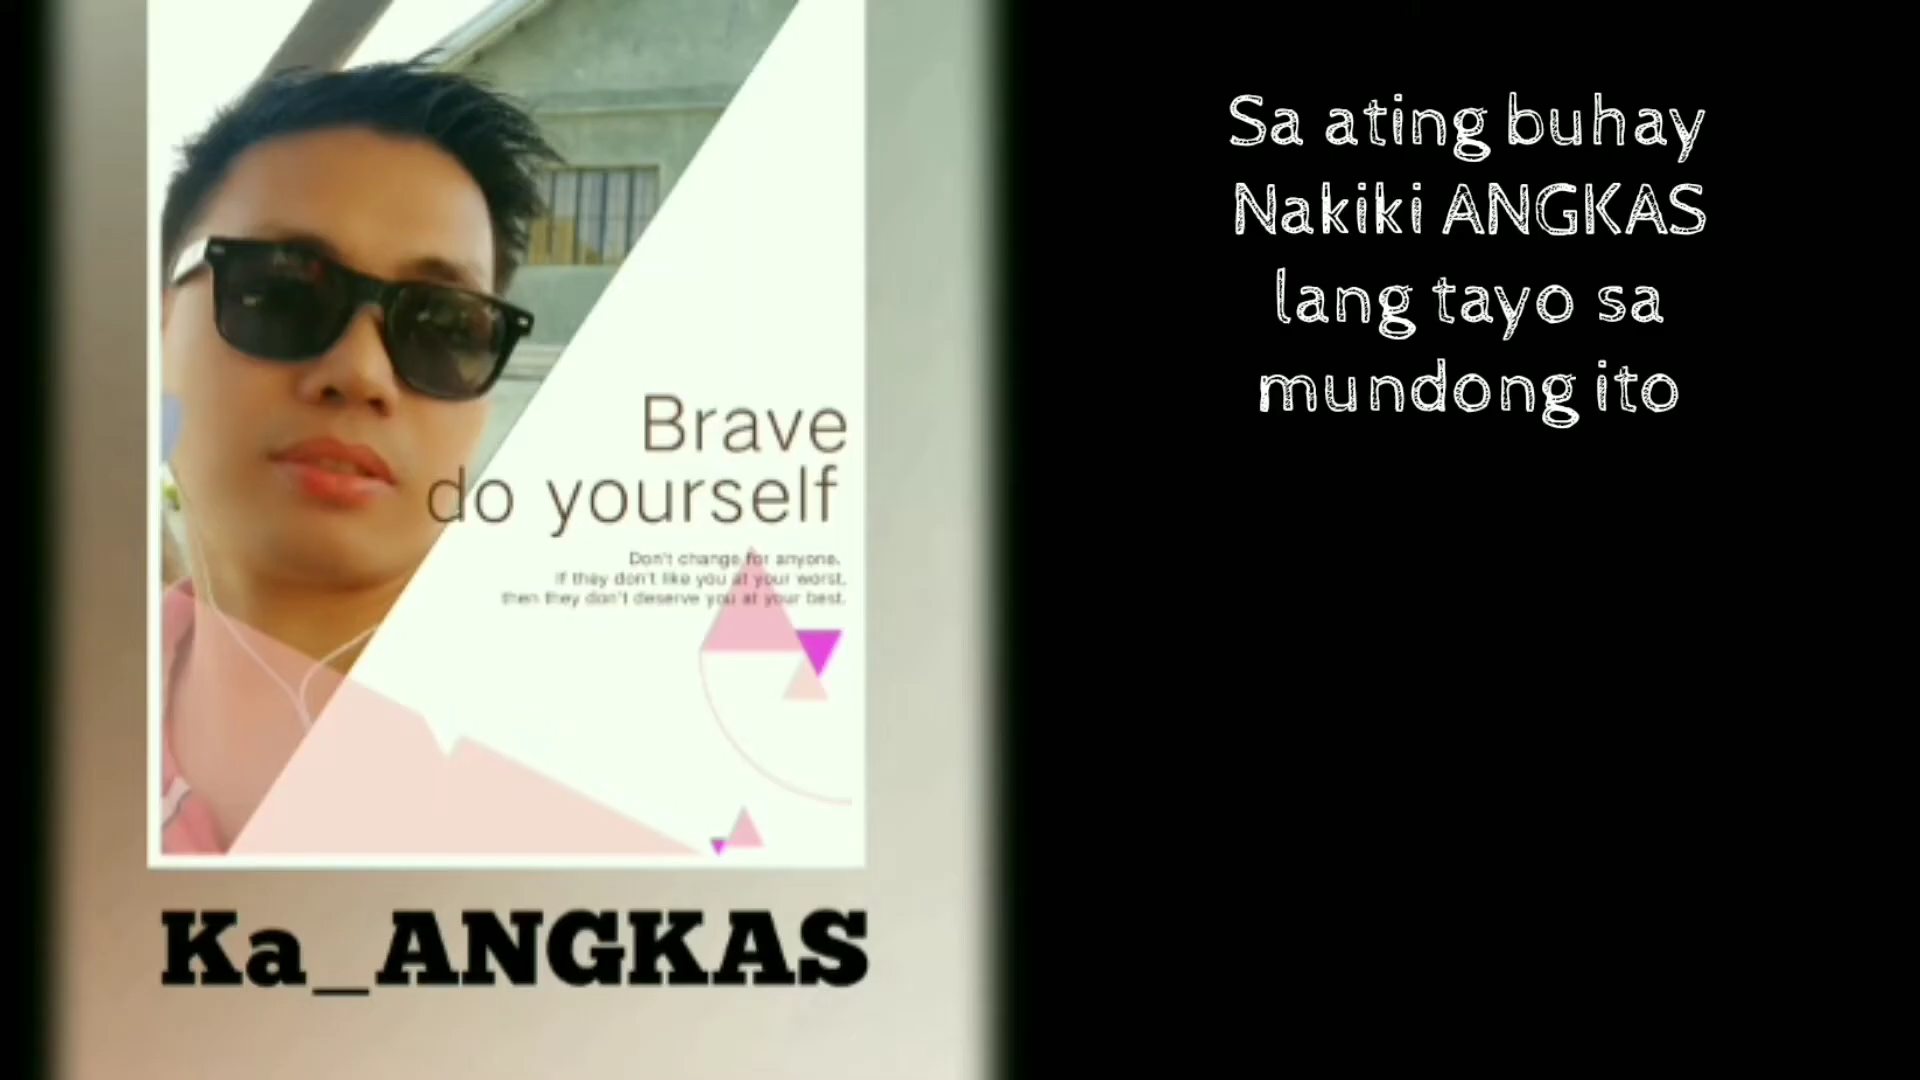 Brave
do yourself
Don't change for anyone.
If they don't like you at your worst,
then they don't deserve you at your best.
Ka_ANGKAS
Sa ating buhay
Nakiki ANGKAS
lang tayo sa
mundong ito